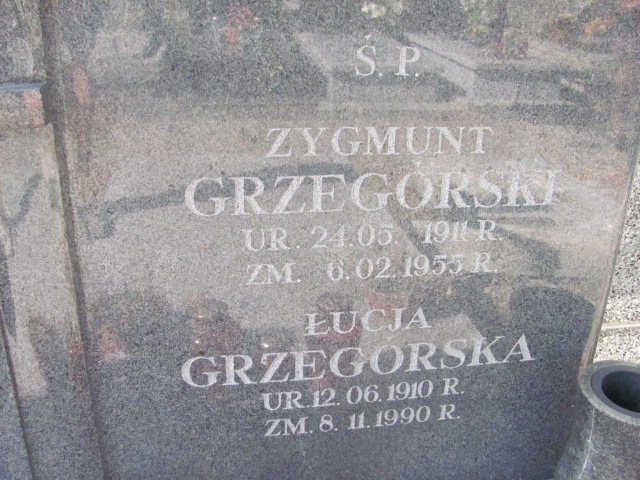 Ś. P.
ZYGMUNT
GRZEGÓRSKI
UR. 24.05. 1911 R.
ZM. 6.02.1955 R.
ŁUCJA
GRZEGÓRSKA
UR.12.06.1910 R.
ZM. 8.11.1990 R.